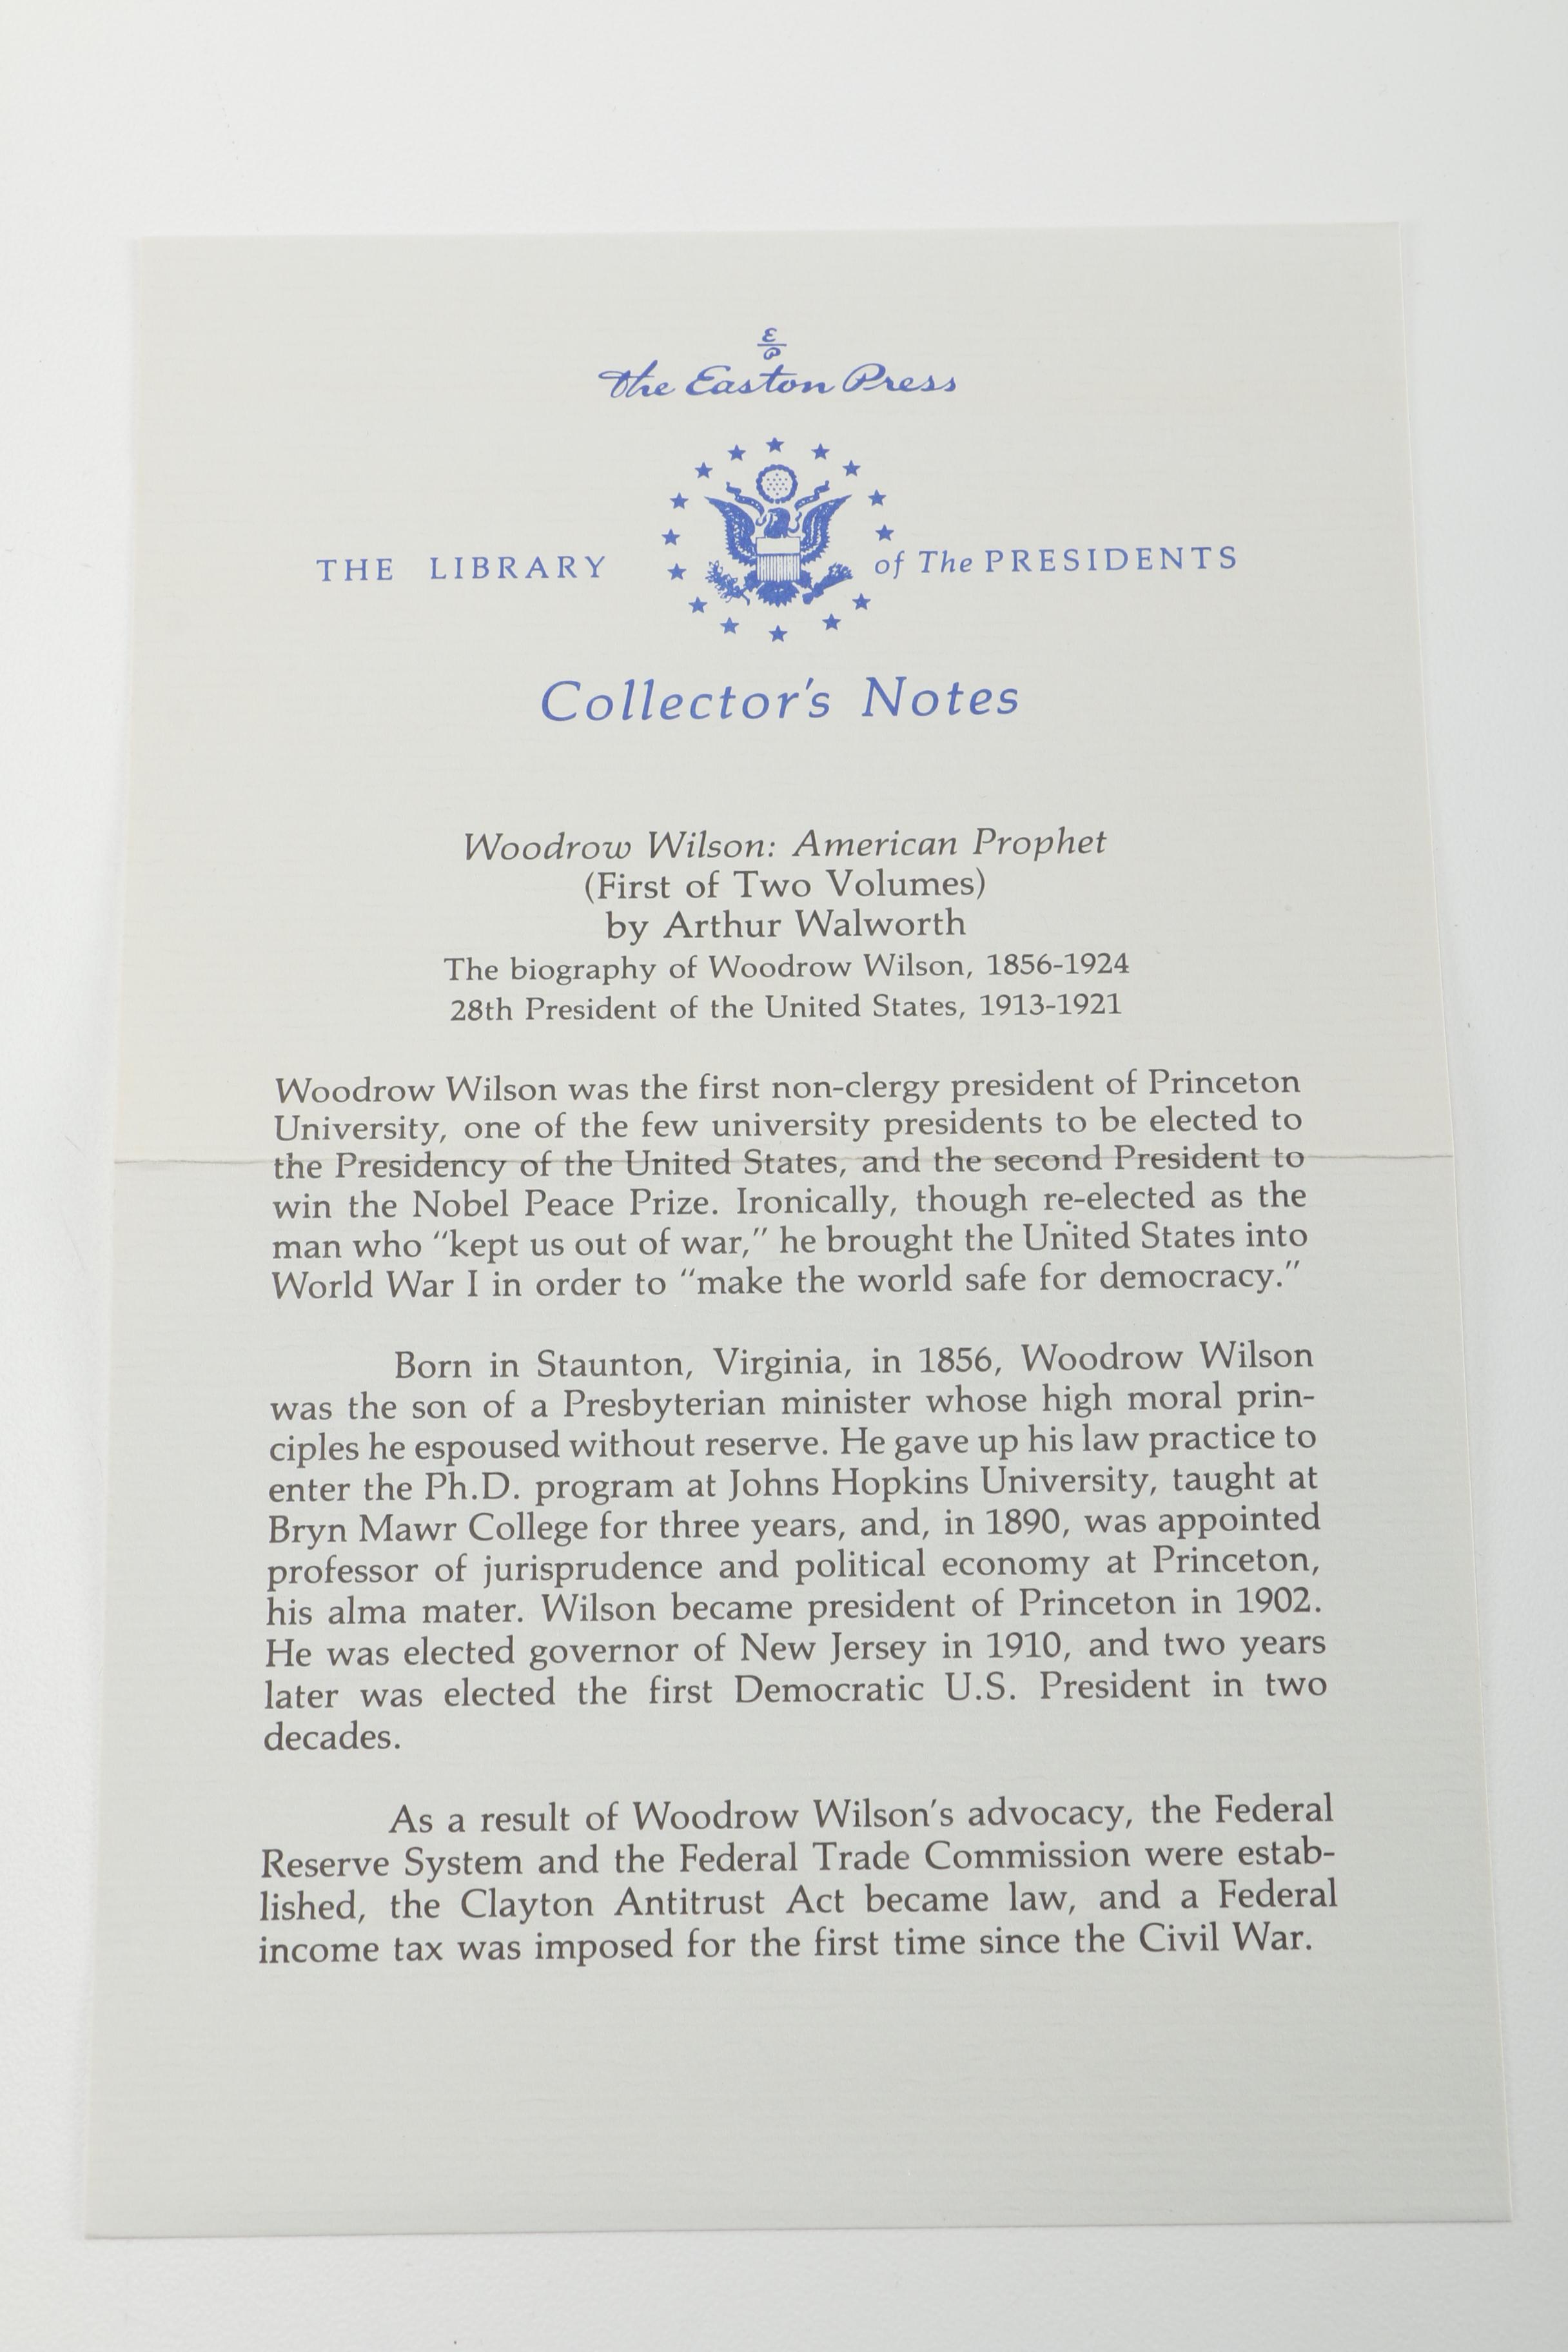 E
P
the Easton Press
THE LIBRARY of The PRESIDENTS
Collector's Notes
Woodrow Wilson: American Prophet
(First of Two Volumes)
by Arthur Walworth
The biography of Woodrow Wilson, 1856-1924
28th President of the United States, 1913-1921
Woodrow Wilson was the first non-clergy president of Princeton
University, one of the few university presidents to be elected to
the Presidency of the United States, and the second President to
win the Nobel Peace Prize. Ironically, though re-elected as the
man who “kept us out of war,” he brought the United States into
World War I in order to “make the world safe for democracy.”
Born in Staunton, Virginia, in 1856, Woodrow Wilson
was the son of a Presbyterian minister whose high moral prin-
ciples he espoused without reserve. He gave up his law practice to
enter the Ph.D. program at Johns Hopkins University, taught at
Bryn Mawr College for three years, and, in 1890, was appointed
professor of jurisprudence and political economy at Princeton,
his alma mater. Wilson became president of Princeton in 1902.
He was elected governor of New Jersey in 1910, and two years
later was elected the first Democratic U.S. President in two
decades.
As a result of Woodrow Wilson's advocacy, the Federal
Reserve System and the Federal Trade Commission were estab-
lished, the Clayton Antitrust Act became law, and a Federal
income tax was imposed for the first time since the Civil War.